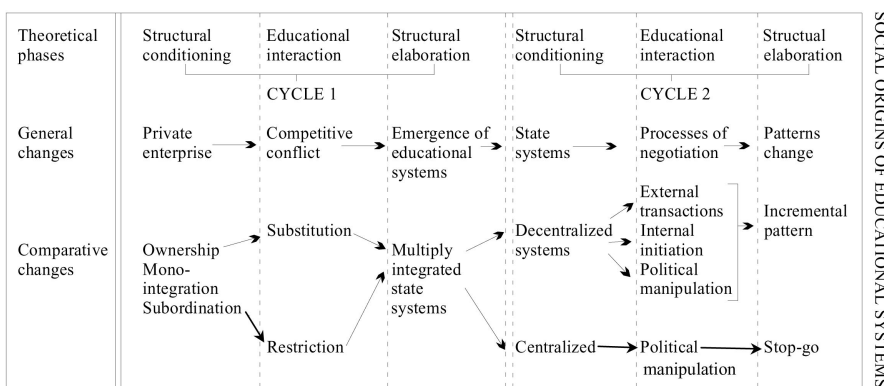 Theoretical phases
Structural conditioning
Educational interaction
Structural elaboration
Structural conditioning
Educational interaction
Structual elaboration
CYCLE 1
CYCLE 2
General changes
Private enterprise
Competitive conflict
Emergence of educational systems
State systems
Processes of negotiation
Patterns change
Comparative changes
Ownership
Mono-
integration
Subordination
Substitution
Restriction
Multiply integrated state systems
Decentralized systems
External transactions
Internal initiation
Political manipulation
Incremental pattern
Centralized
Political manipulation
Stop-go
SOCIAL ORIGINS OF EDUCATIONAL SYSTEMS